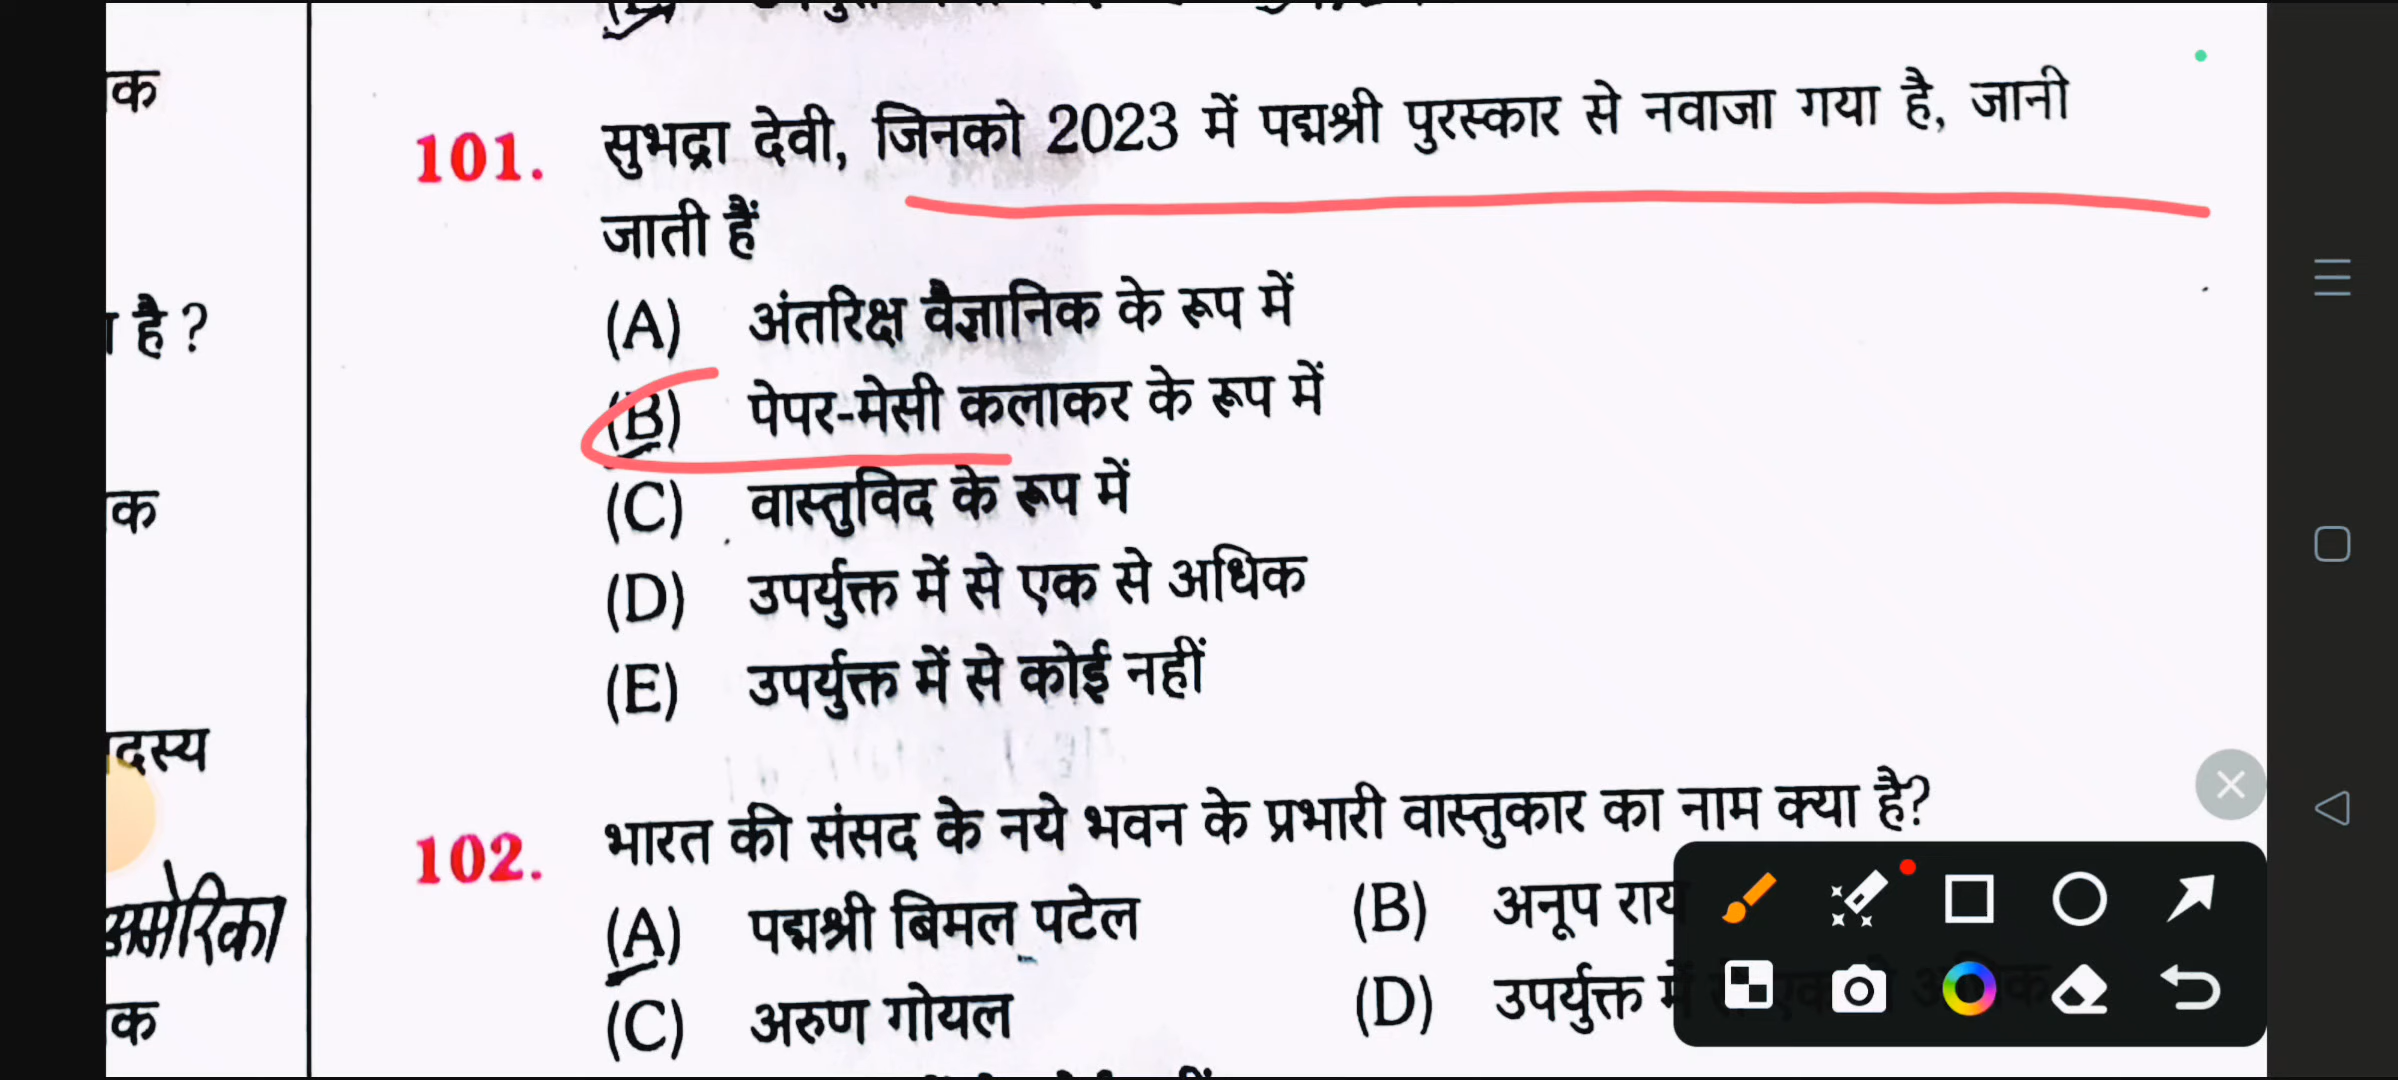 क
101. सुभद्रा देवी, जिनको 2023 में पद्मश्री पुरस्कार से नवाजा गया है, जानी
जाती हैं
(A) अंतरिक्ष वैज्ञानिक के रूप में
है ?
(B) पेपर-मेसी कलाकर के रूप में
(C) वास्तुविद के रूप में
क
(D) उपर्युक्त में से एक से अधिक
(E) उपर्युक्त में से कोई नहीं
दस्य
102. भारत की संसद के नये भवन के प्रभारी वास्तुकार का नाम क्या है?
(A) पद्मश्री बिमल पटेल (B) अनूप राय
अमेरिका
(C) अरुण गोयल (D) उपर्युक्त में
क